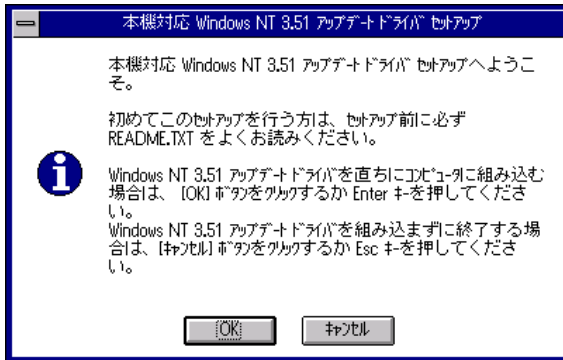 本機対応 Windows NT 3.51 ｱｯﾌﾟﾃﾞｰﾄ ﾄﾞﾗｲﾊﾞ ｾｯﾄｱｯﾌﾟ
本機対応 Windows NT 3.51 ｱｯﾌﾟﾃﾞｰﾄ ﾄﾞﾗｲﾊﾞ ｾｯﾄｱｯﾌﾟへようこ
そ。
初めてこのｾｯﾄｱｯﾌﾟを行う方は、ｾｯﾄｱｯﾌﾟ前に必ず
README.TXT をよくお読みください。
Windows NT 3.51 ｱｯﾌﾟﾃﾞｰﾄ ﾄﾞﾗｲﾊﾞを直ちにｺﾝﾋﾟｭｰﾀに組み込む
場合は、 [OK] ﾎﾞﾀﾝをｸﾘｯｸするか Enter ｷｰを押してくださ
い。
Windows NT 3.51 ｱｯﾌﾟﾃﾞｰﾄ ﾄﾞﾗｲﾊﾞを組み込まずに終了する場
合は、[ｷｬﾝｾﾙ] ﾎﾞﾀﾝをｸﾘｯｸするか Esc ｷｰを押してくださ
い。
OK ｷｬﾝｾﾙ